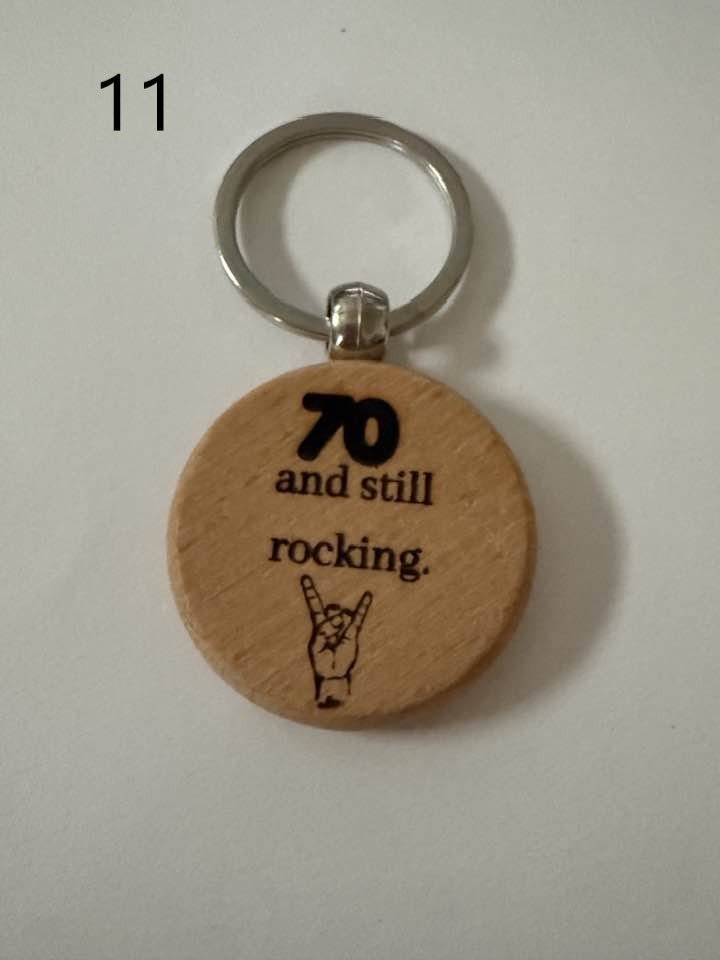 11
70
and still
rocking.